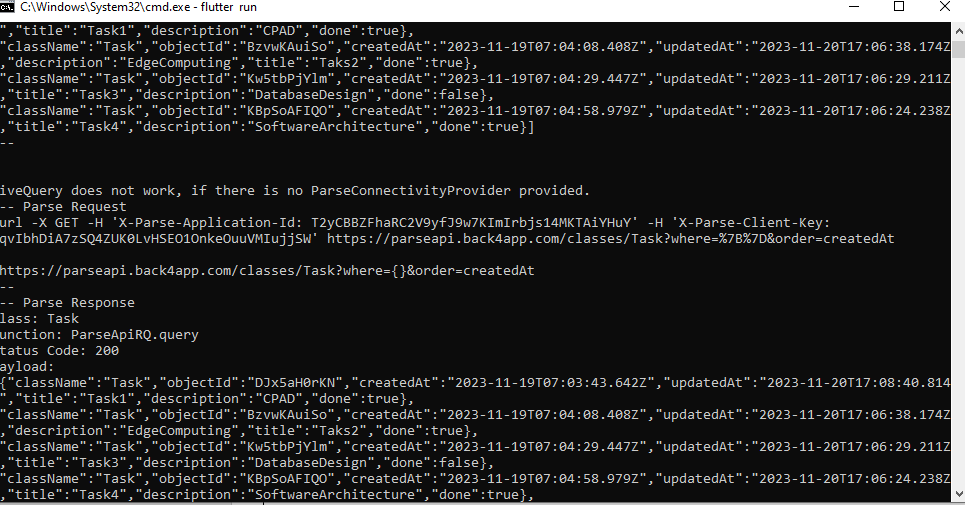 C:\Windows\System32\cmd.exe - flutter run
","title":"Task1","description":"CPAD","done":true},
"className":"Task","objectId":"BzvwKAuiSo","createdAt":"2023-11-19T07:04:08.408Z","updatedAt":"2023-11-20T17:06:38.174Z
,"description":"EdgeComputing","title":"Taks2","done":true},
"className":"Task","objectId":"Kw5tbPjYlm","createdAt":"2023-11-19T07:04:29.447Z","updatedAt":"2023-11-20T17:06:29.211Z
,"title":"Task3","description":"DatabaseDesign","done":false},
"className":"Task","objectId":"KBpSoAFIQO","createdAt":"2023-11-19T07:04:58.979Z","updatedAt":"2023-11-20T17:06:24.238Z
,"title":"Task4","description":"SoftwareArchitecture","done":true}]
--
iveQuery does not work, if there is no ParseConnectivityProvider provided.
-- Parse Request
url -X GET -H 'X-Parse-Application-Id: T2yCBBZFhaRC2V9yfJ9w7KImIrbjs14MKTAiYHuY' -H 'X-Parse-Client-Key:
qvIbhDiA7zSQ4ZUK0LvHSEO1OnkeOuuVMIujjSW' https://parseapi.back4app.com/classes/Task?where=%7B%7D&order=createdAt
https://parseapi.back4app.com/classes/Task?where={}&order=createdAt
--
-- Parse Response
lass: Task
unction: ParseApiRQ.query
tatus Code: 200
ayload:
{"className":"Task","objectId":"DJx5aH0rKN","createdAt":"2023-11-19T07:03:43.642Z","updatedAt":"2023-11-20T17:08:40.814
","title":"Task1","description":"CPAD","done":true},
"className":"Task","objectId":"BzvwKAuiSo","createdAt":"2023-11-19T07:04:08.408Z","updatedAt":"2023-11-20T17:06:38.174Z
,"description":"EdgeComputing","title":"Taks2","done":true},
"className":"Task","objectId":"Kw5tbPjYlm","createdAt":"2023-11-19T07:04:29.447Z","updatedAt":"2023-11-20T17:06:29.211Z
,"title":"Task3","description":"DatabaseDesign","done":false},
"className":"Task","objectId":"KBpSoAFIQO","createdAt":"2023-11-19T07:04:58.979Z","updatedAt":"2023-11-20T17:06:24.238Z
,"title":"Task4","description":"SoftwareArchitecture","done":true},